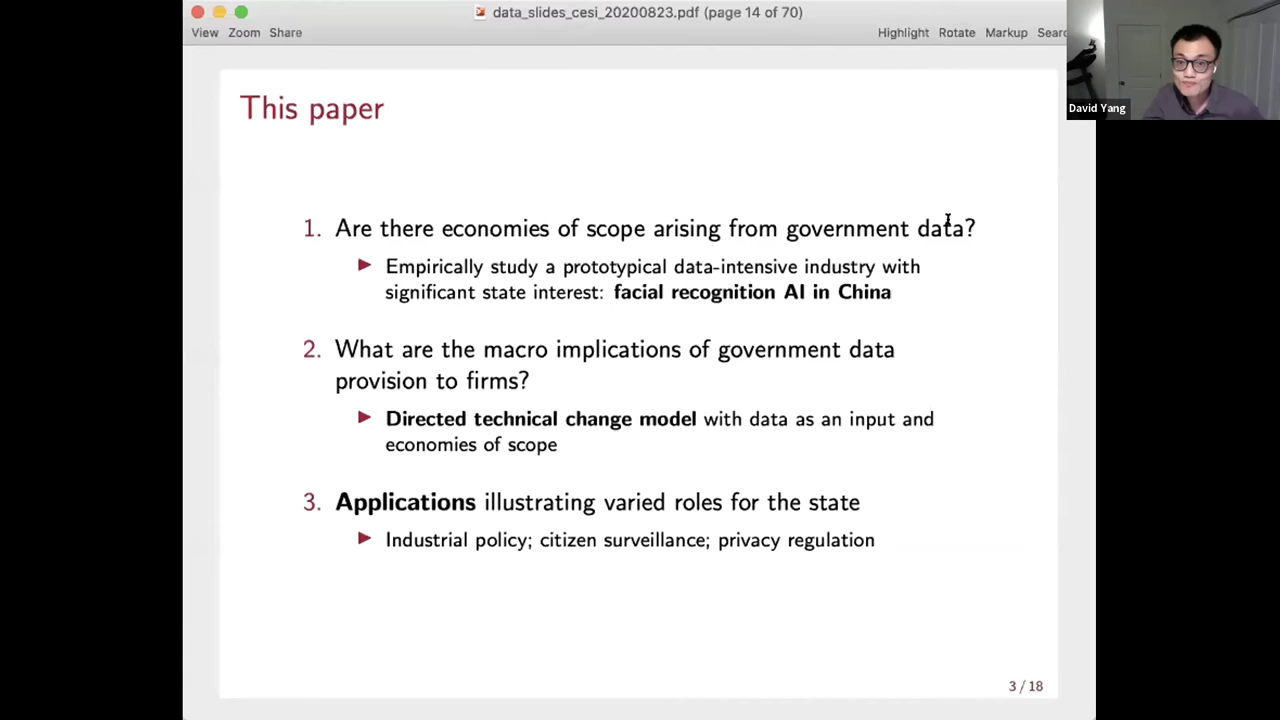 data_slides_cesi_20200823.pdf (page 14 of 70)
View Zoom Share Highlight Rotate Markup
David Yang
This paper
1. Are there economies of scope arising from government data?
▶ Empirically study a prototypical data-intensive industry with
significant state interest: facial recognition AI in China
2. What are the macro implications of government data
provision to firms?
▶ Directed technical change model with data as an input and
economies of scope
3. Applications illustrating varied roles for the state
▶ Industrial policy; citizen surveillance; privacy regulation
3 / 18